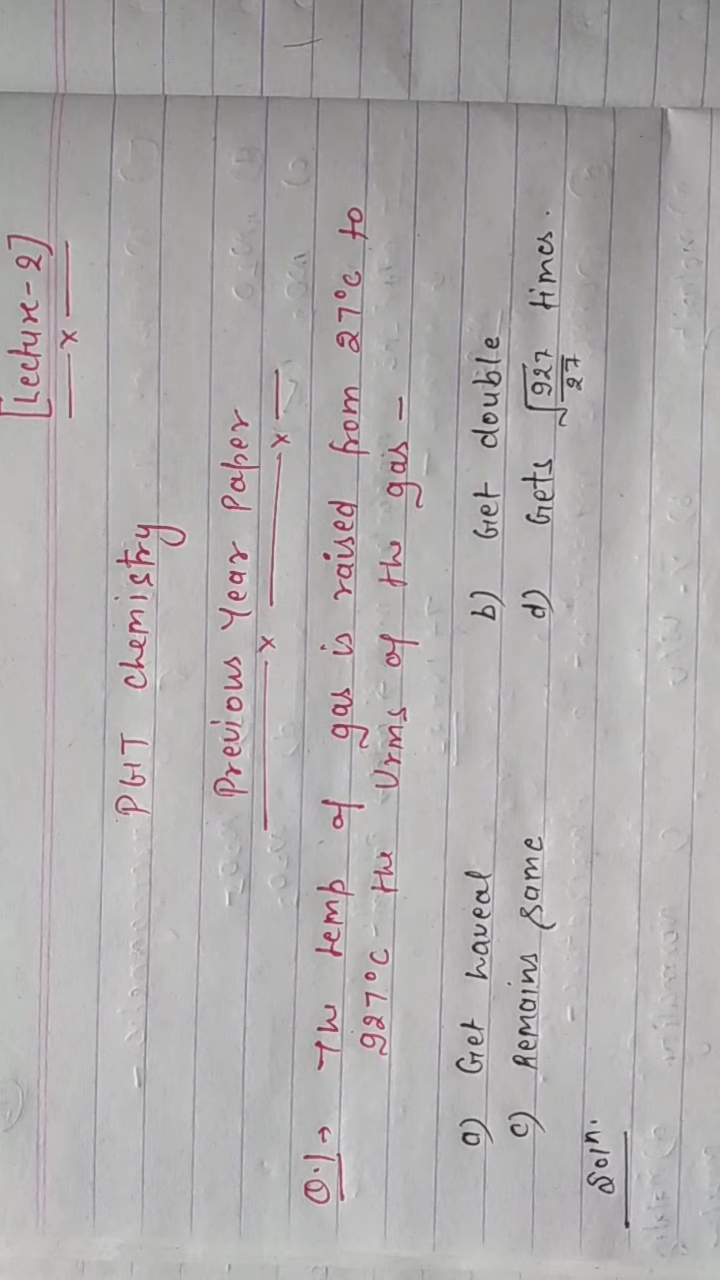 [Lecture-2]
PGT chemistry
Previous Year Paper
Q.1→ The temp of gas is raised from 27°C to
927°C the Urms of the gas –
a) Get haveal b) Get double
c) Remains same d) Gets √927/27 times.
Soln.